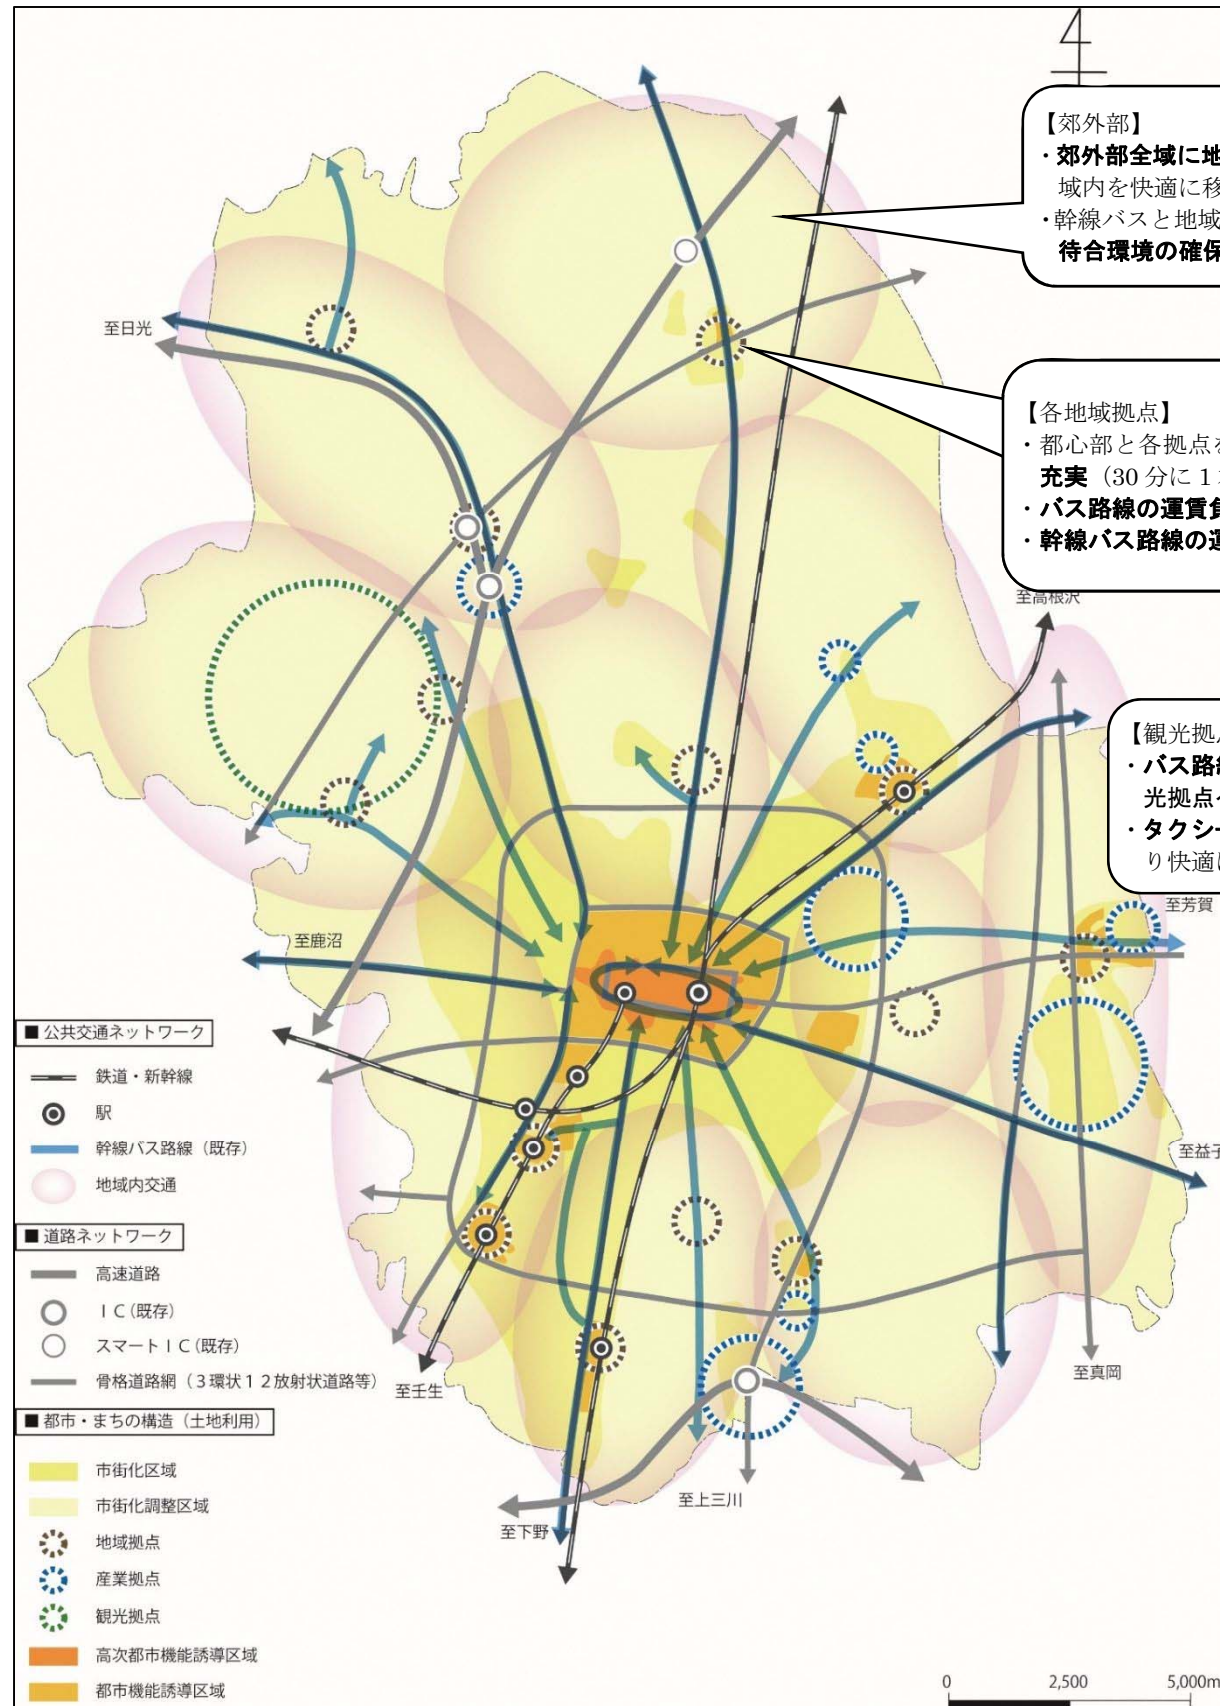 4
【郊外部】
・郊外部全域に地
域内を快適に移
・幹線バスと地域
待合環境の確保
至日光
【各地域拠点】
・都心部と各拠点を
充実（30 分に 1
・バス路線の運賃負
・幹線バス路線の運
至高根沢
【観光拠
・バス路線
光拠点
・タクシー
り快適に
至芳賀
至鹿沼
■ 公共交通ネットワーク
鉄道・新幹線
駅
幹線バス路線（既存）
地域内交通
至益子
■ 道路ネットワーク
高速道路
ＩＣ(既存)
スマートＩＣ(既存)
骨格道路網（３環状１２放射状道路等）
至壬生
至真岡
■ 都市・まちの構造（土地利用）
市街化区域
市街化調整区域
至上三川
至下野
地域拠点
産業拠点
観光拠点
高次都市機能誘導区域
都市機能誘導区域
0 2,500 5,000m